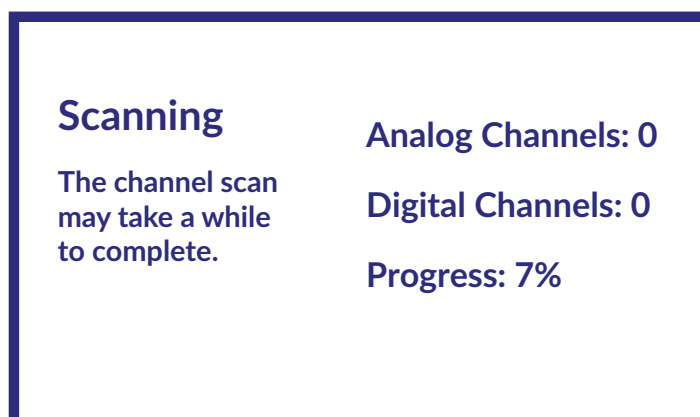 Scanning
The channel scan
may take a while
to complete.
Analog Channels: 0
Digital Channels: 0
Progress: 7%